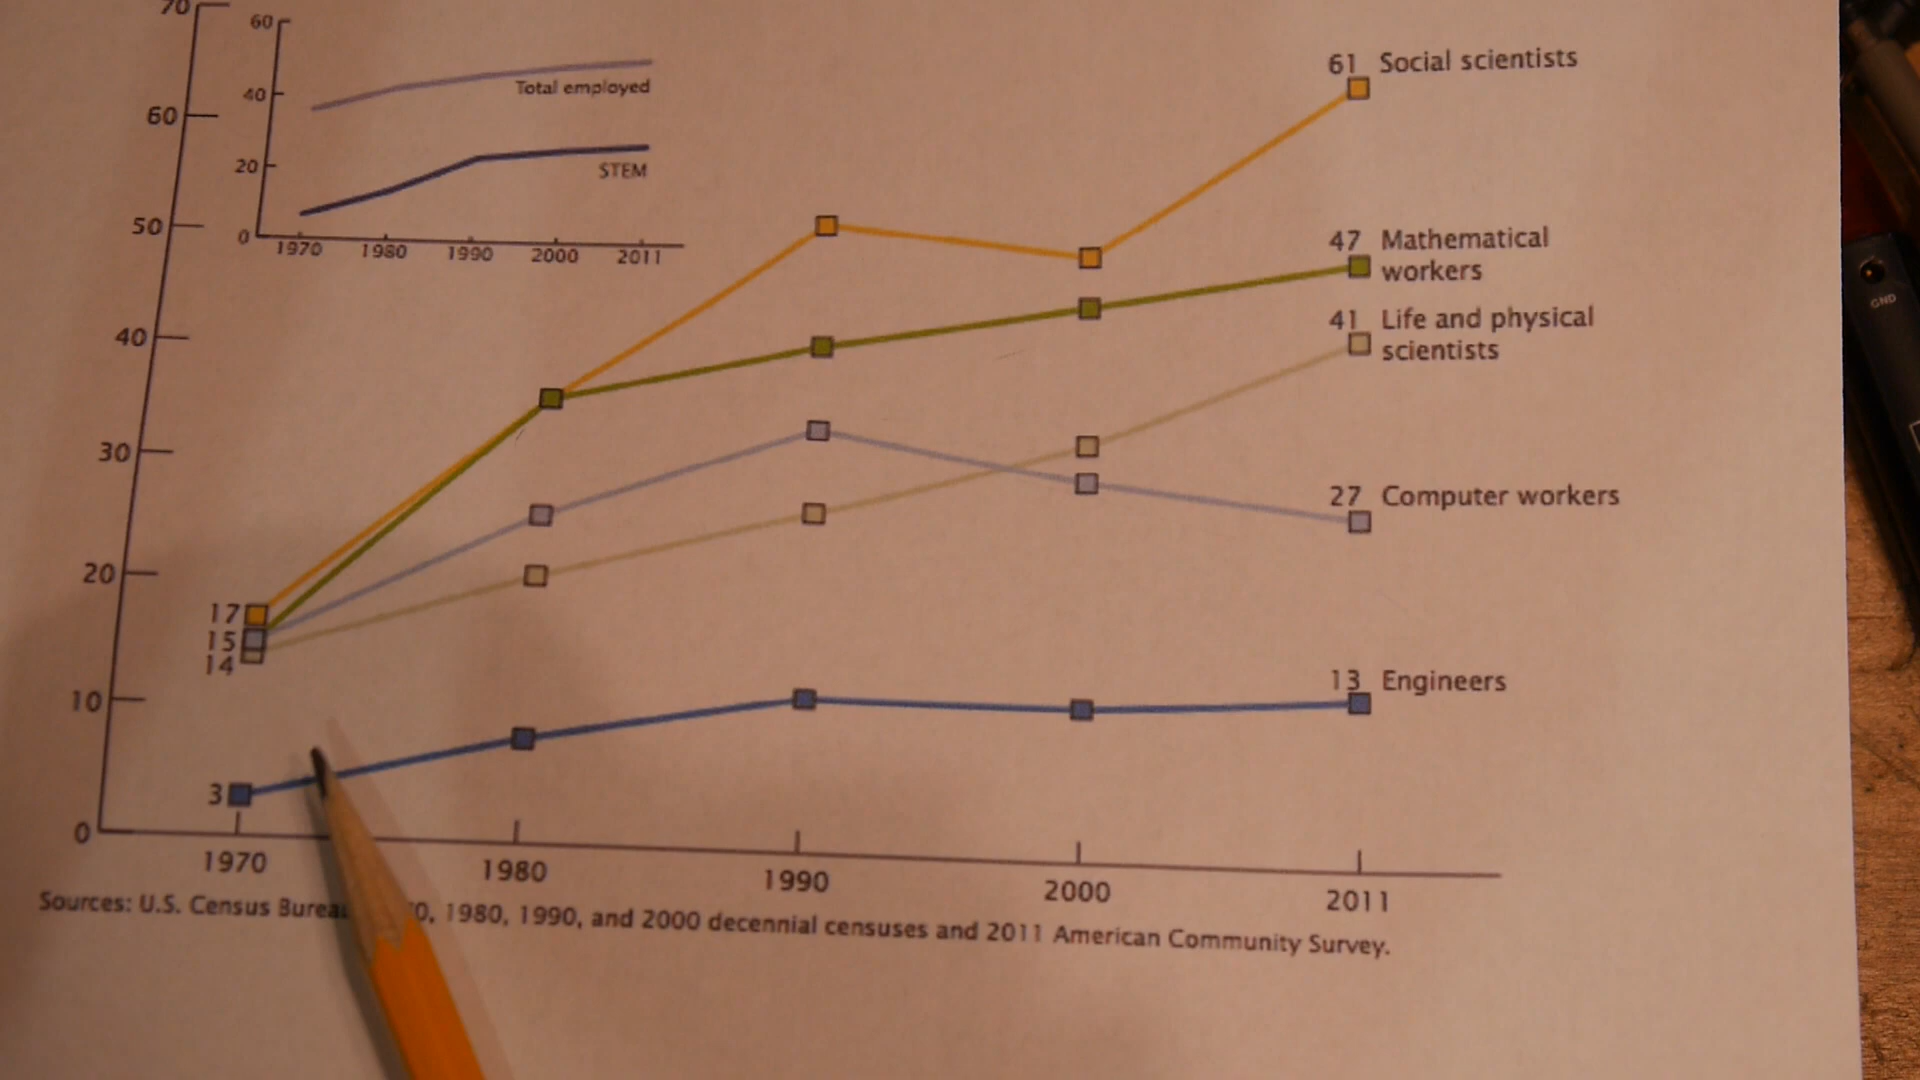 70
60
50
40
30
20
10
0
60
40
20
0
Total employed
STEM
1970 1980 1990 2000 2011
61 Social scientists
47 Mathematical
workers
41 Life and physical
scientists
27 Computer workers
13 Engineers
17
15
14
3
1970 1980 1990 2000 2011
Sources: U.S. Census 1980, 1990, and 2000 decennial censuses and 2011 American Community Survey.
GND